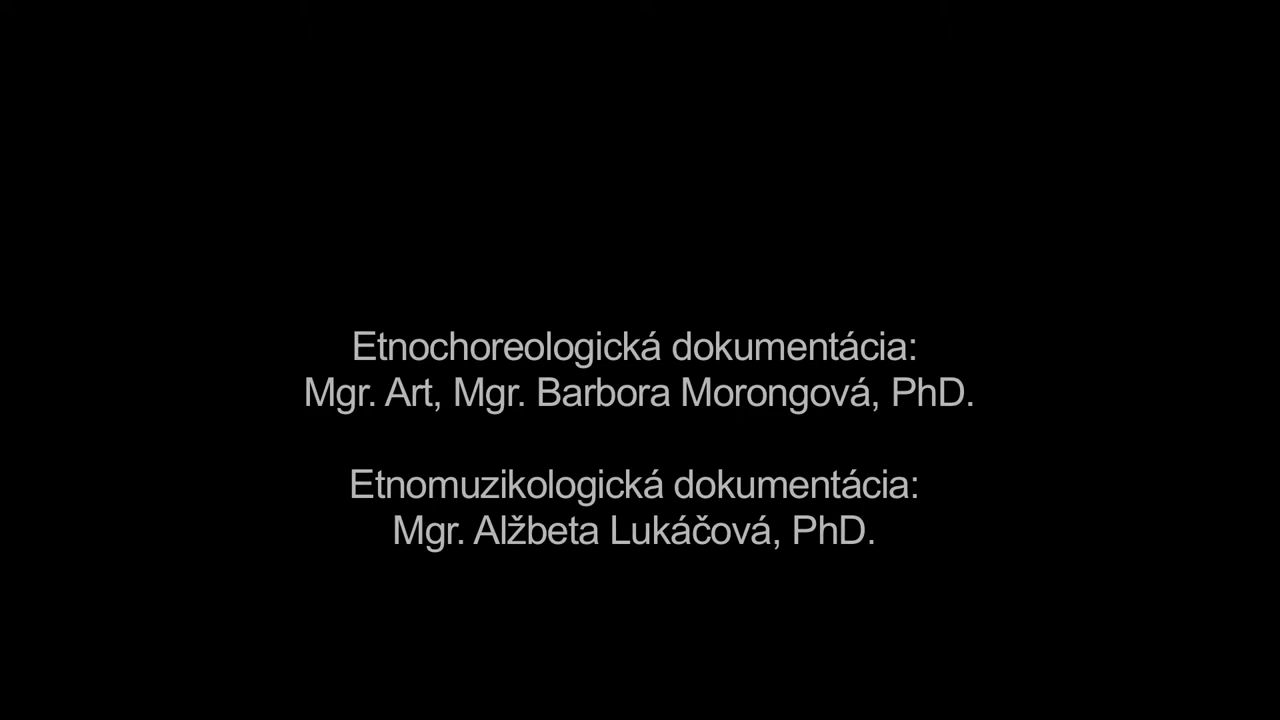 Etnochoreologická dokumentácia:
Mgr. Art, Mgr. Barbora Morongová, PhD.
Etnomuzikologická dokumentácia:
Mgr. Alžbeta Lukáčová, PhD.